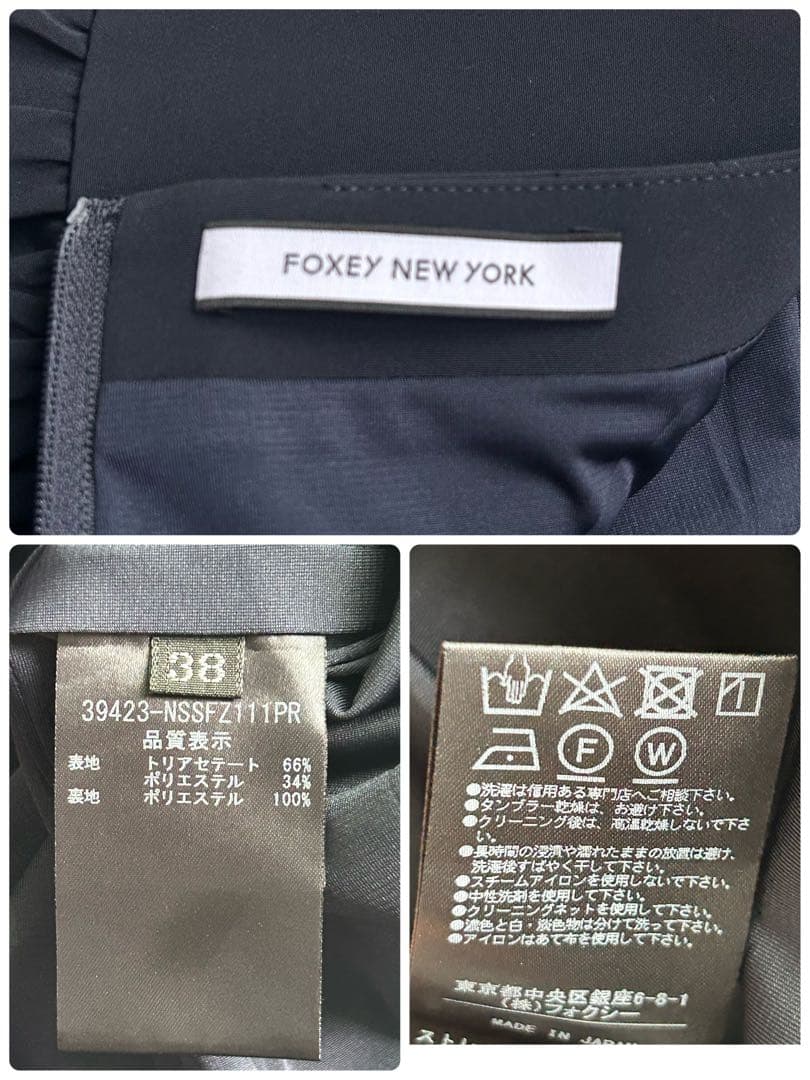 FOXEY NEW YORK
38
39423-NSSFZ111PR
品質表示
表地 トリアセテート 66%
ポリエステル 34%
裏地 ポリエステル 100%
F W
●洗濯は信用ある専門店へご相談下さい。
●タンブラー乾燥は、お避け下さい。
●クリーニング後は、高温乾燥しないで下さ
い。
●長時間の浸漬や濡れたままの放置は避け、
洗濯後すばやく干して下さい。
●スチームアイロンを使用しないで下さい。
●中性洗剤を使用して下さい。
●クリーニングネットを使用して下さい。
●濃色と白・淡色物は分けて洗って下さい。
●アイロンはあて布を使用して下さい。
東京都中央区銀座6-8-1
(株)フォクシー
MADE IN JAPAN
ストレ